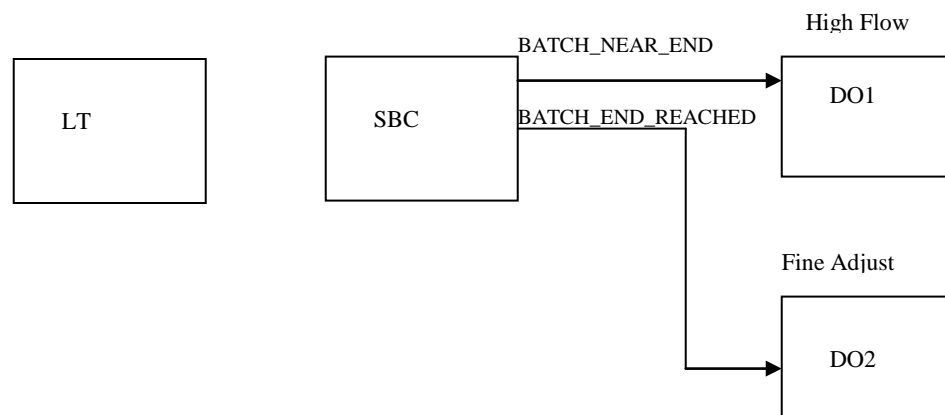 High Flow
BATCH_NEAR_END
LT
SBC
DO1
BATCH_END_REACHED
Fine Adjust
DO2